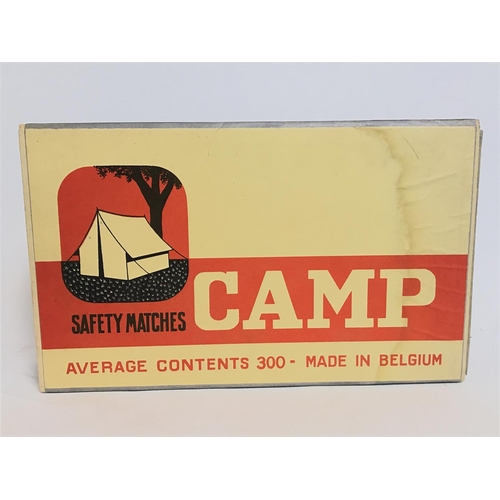 SAFETY MATCHES
CAMP
AVERAGE CONTENTS 300 - MADE IN BELGIUM